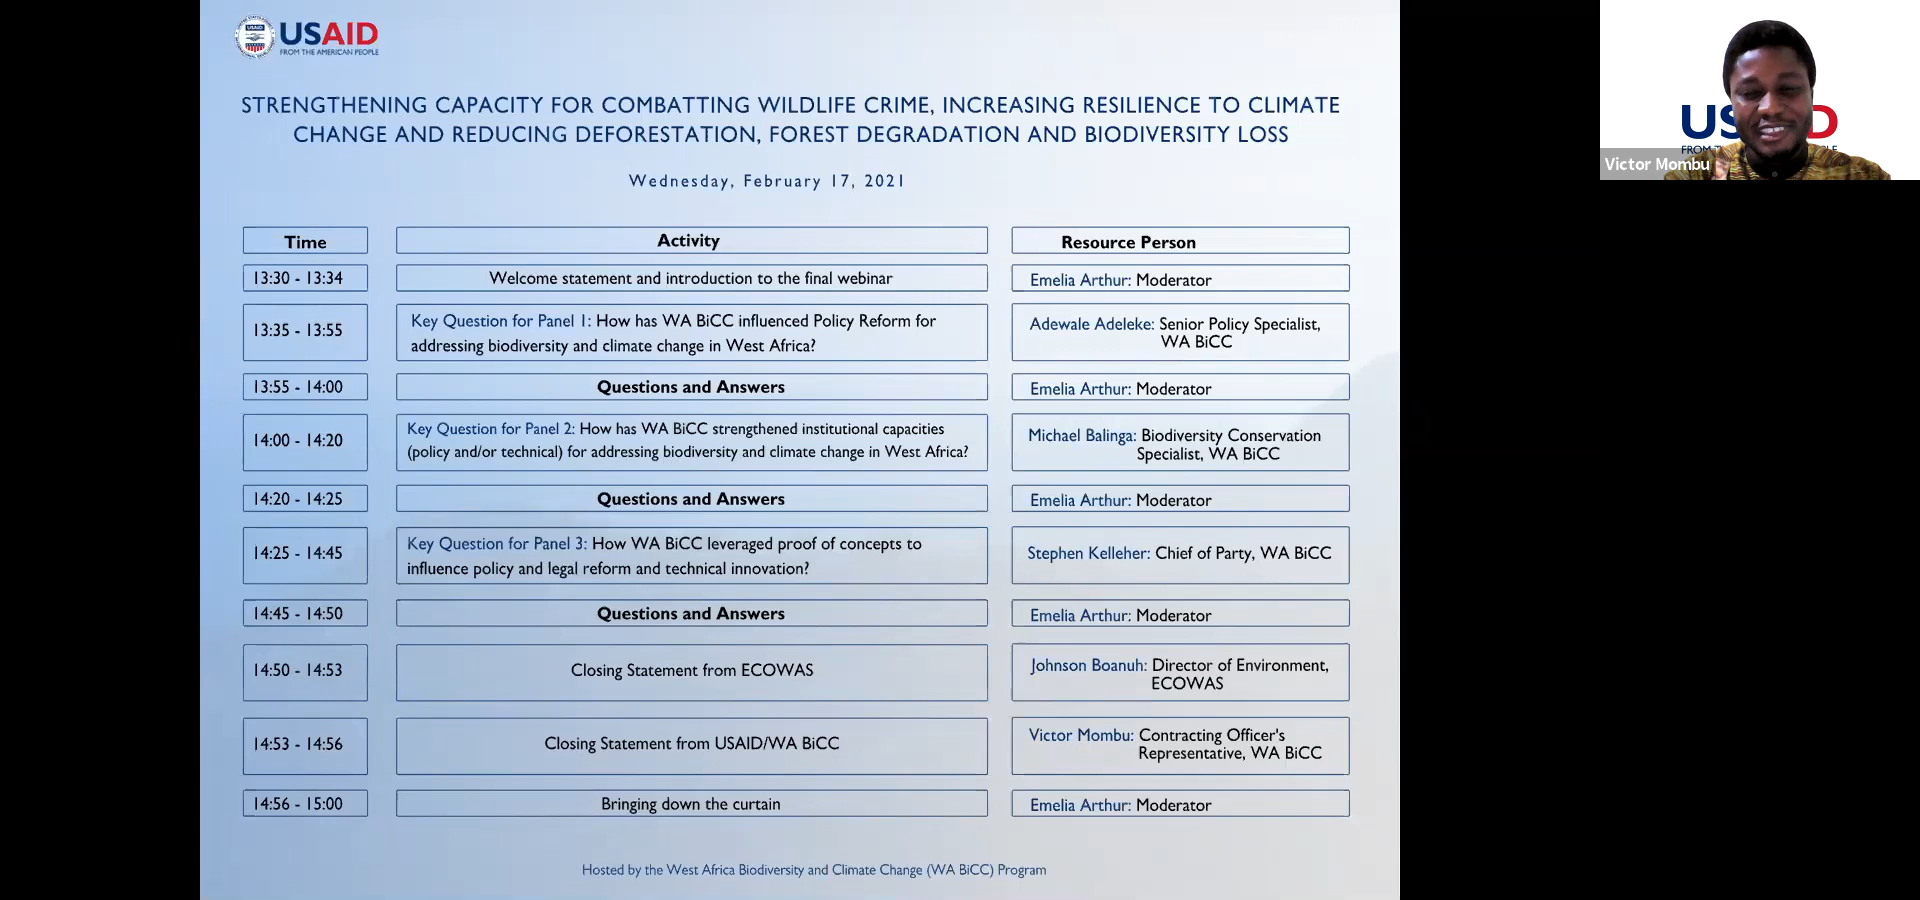 USAID
FROM THE AMERICAN PEOPLE
STRENGTHENING CAPACITY FOR COMBATTING WILDLIFE CRIME, INCREASING RESILIENCE TO CLIMATE
CHANGE AND REDUCING DEFORESTATION, FOREST DEGRADATION AND BIODIVERSITY LOSS
Wednesday, February 17, 2021
Time
Activity
Resource Person
13:30 - 13:34
Welcome statement and introduction to the final webinar
Emelia Arthur: Moderator
13:35 - 13:55
Key Question for Panel 1: How has WA BiCC influenced Policy Reform for
addressing biodiversity and climate change in West Africa?
Adewale Adeleke: Senior Policy Specialist,
WA BiCC
13:55 - 14:00
Questions and Answers
Emelia Arthur: Moderator
14:00 - 14:20
Key Question for Panel 2: How has WA BiCC strengthened institutional capacities
(policy and/or technical) for addressing biodiversity and climate change in West Africa?
Michael Balinga: Biodiversity Conservation
Specialist, WA BiCC
14:20 - 14:25
Questions and Answers
Emelia Arthur: Moderator
14:25 - 14:45
Key Question for Panel 3: How WA BiCC leveraged proof of concepts to
influence policy and legal reform and technical innovation?
Stephen Kelleher: Chief of Party, WA BiCC
14:45 - 14:50
Questions and Answers
Emelia Arthur: Moderator
14:50 - 14:53
Closing Statement from ECOWAS
Johnson Boanuh: Director of Environment,
ECOWAS
14:53 - 14:56
Closing Statement from USAID/WA BiCC
Victor Mombu: Contracting Officer's
Representative, WA BiCC
14:56 - 15:00
Bringing down the curtain
Emelia Arthur: Moderator
Hosted by the West Africa Biodiversity and Climate Change (WA BiCC) Program
US D
FROM
Victor Mombu